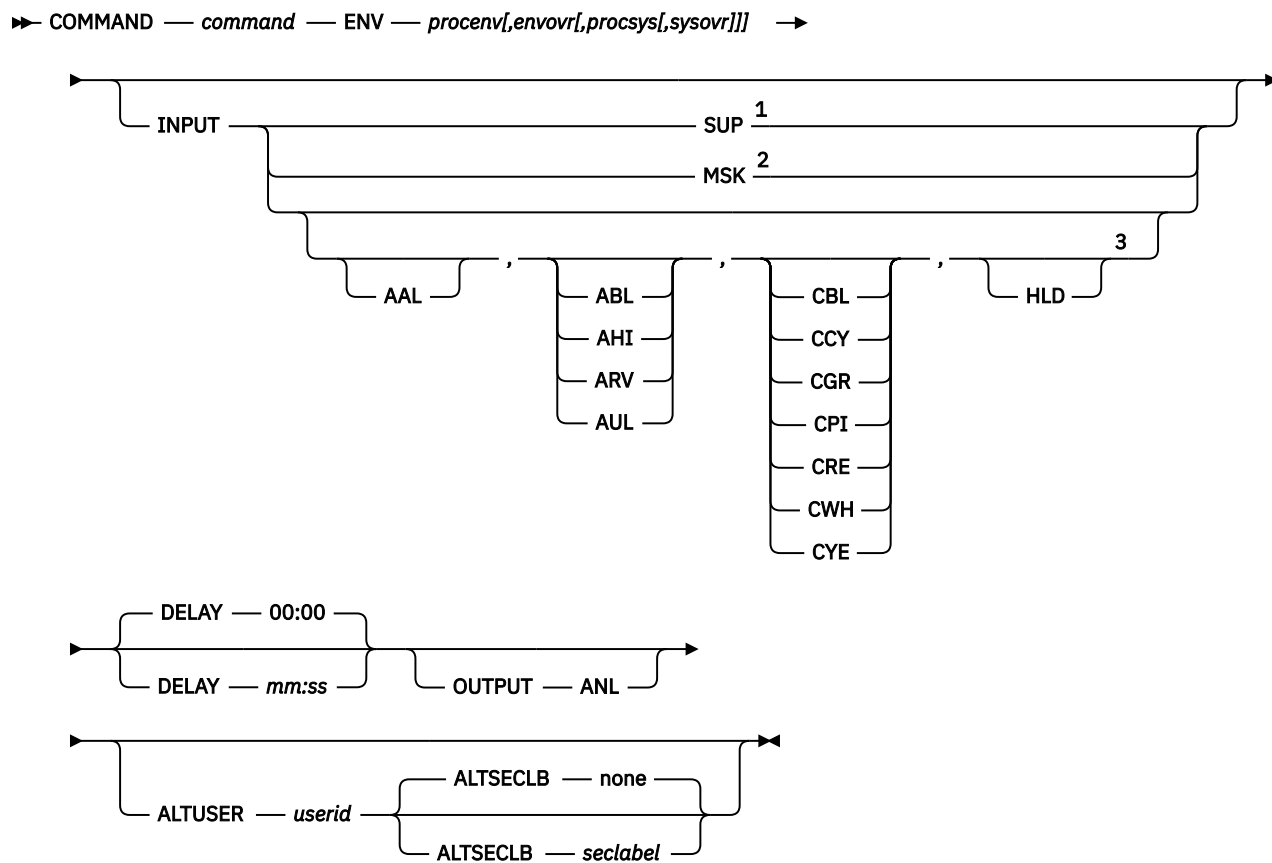 COMMAND command ENV procenv[,envovr[,procsys[,sysovr]]]
INPUT SUP 1
MSK 2
3
, , ,
AAL ABL CBL HLD
AHI CCY
ARV CGR
AUL CPI
CRE
CWH
CYE
DELAY 00:00
DELAY mm:ss OUTPUT ANL
ALTSECLB none
ALTUSER userid
ALTSECLB seclabel